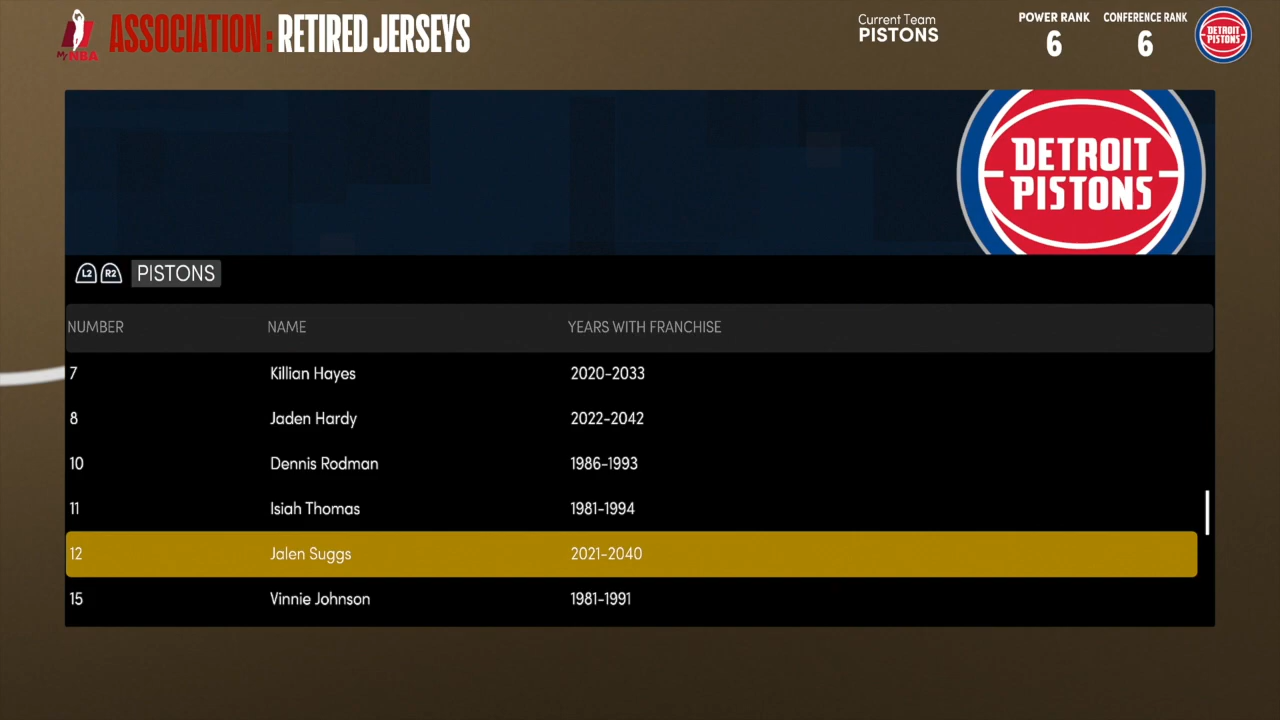 My NBA
ASSOCIATION : RETIRED JERSEYS
Current Team
PISTONS
POWER RANK
6
CONFERENCE RANK
6
DETROIT
PISTONS
DETROIT
PISTONS
L2 R2 PISTONS
NUMBER NAME YEARS WITH FRANCHISE
7 Killian Hayes 2020-2033
8 Jaden Hardy 2022-2042
10 Dennis Rodman 1986-1993
11 Isiah Thomas 1981-1994
12 Jalen Suggs 2021-2040
15 Vinnie Johnson 1981-1991